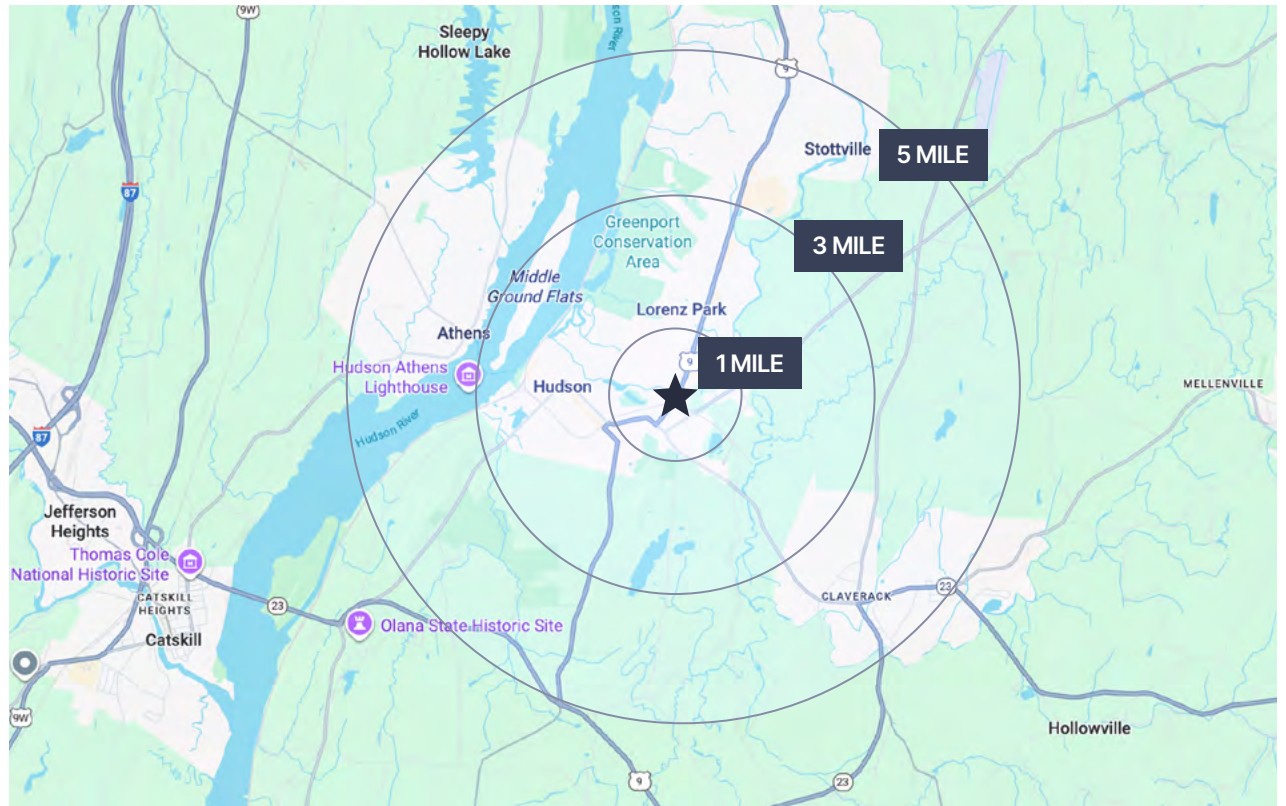 9W
Sleepy
Hollow Lake
River
9
Stottville
5 MILE
87
Greenport
Conservation
Area
3 MILE
Middle
Ground Flats
Lorenz Park
Athens
9
1 MILE
Hudson Athens
Lighthouse
Hudson
MELLENVILLE
Hudson River
87
Jefferson
Heights
Thomas Cole
National Historic Site
CATSKILL
HEIGHTS
23
CLAVERACK
23
Olana State Historic Site
Catskill
9W
Hollowville
9
23